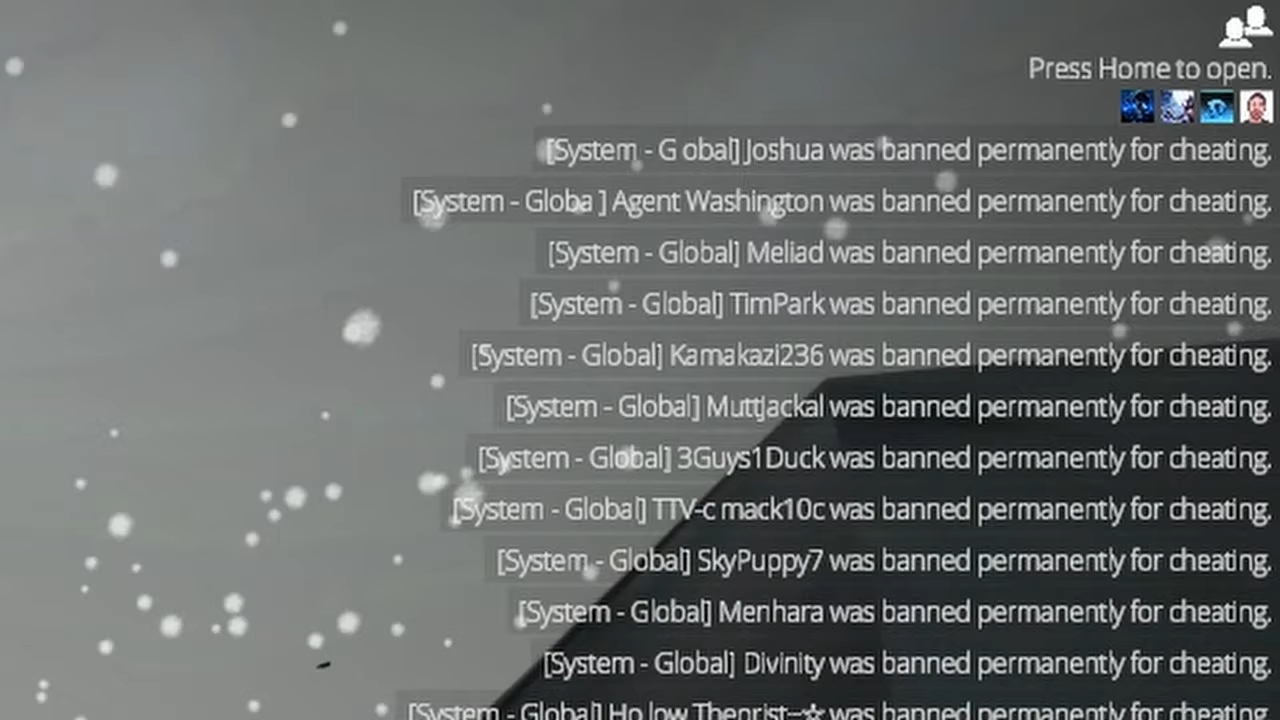 Press Home to open.
[System - G obal] Joshua was banned permanently for cheating.
[System - Globa ] Agent Washington was banned permanently for cheating.
[System - Global] Meliad was banned permanently for cheating.
[System - Global] TimPark was banned permanently for cheating.
[System - Global] Kamakazi236 was banned permanently for cheating.
[System - Global] MuttJackal was banned permanently for cheating.
[System - Global] 3Guys1Duck was banned permanently for cheating.
[System - Global] TTV-c mack10c was banned permanently for cheating.
[System - Global] SkyPuppy7 was banned permanently for cheating.
[System - Global] Menhara was banned permanently for cheating.
[System - Global] Divinity was banned permanently for cheating.
[System - Global] Ho low was banned permanently for cheating.